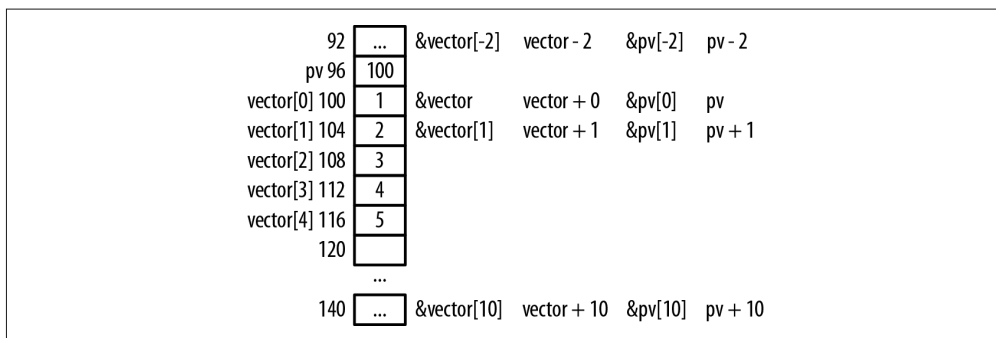 92 ... &vector[-2] vector - 2 &pv[-2] pv - 2
pv 96 100
vector[0] 100 1 &vector vector + 0 &pv[0] pv
vector[1] 104 2 &vector[1] vector + 1 &pv[1] pv + 1
vector[2] 108 3
vector[3] 112 4
vector[4] 116 5
120
...
140 ... &vector[10] vector + 10 &pv[10] pv + 10